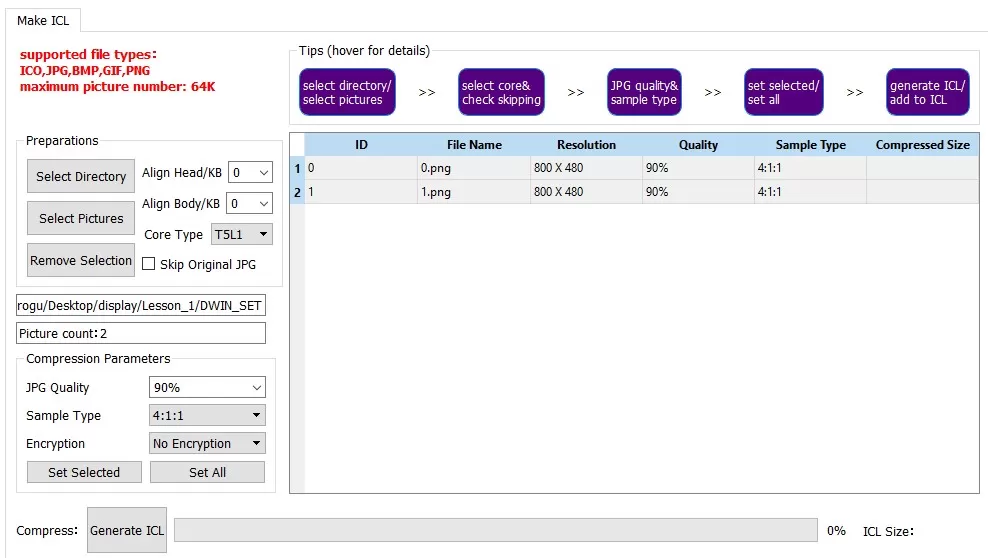 Make ICL
supported file types:
ICO,JPG,BMP,GIF,PNG
maximum picture number: 64K
Tips (hover for details)
select directory/
select pictures
>>
select core&
check skipping
>>
JPG quality&
sample type
>>
set selected/
set all
>>
generate ICL/
add to ICL
Preparations
Select Directory
Align Head/KB 0
Select Pictures
Align Body/KB 0
Core Type T5L1
Remove Selection
Skip Original JPG
rogu/Desktop/display/Lesson_1/DWIN_SET
Picture count:2
Compression Parameters
JPG Quality 90%
Sample Type 4:1:1
Encryption No Encryption
Set Selected Set All
ID File Name Resolution Quality Sample Type Compressed Size
1 0 0.png 800 X 480 90% 4:1:1
2 1 1.png 800 X 480 90% 4:1:1
Compress: Generate ICL 0% ICL Size: